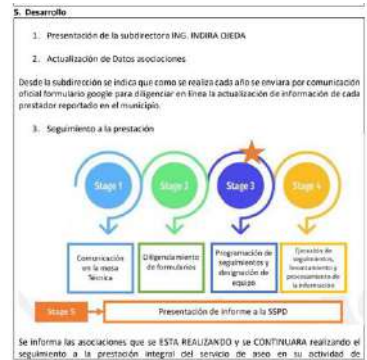 5. Desarrollo
1. Presentación de la subdirectora ING. INDIRA OJEDA
2. Actualización de Datos asociaciones
Desde la subdirección se indica que como se realiza cada año se enviara por comunicación
oficial formulario google para diligenciar en línea la actualización de información de cada
prestador reportado en el municipio.
3. Seguimiento a la prestación
Stage 1
Stage 2
Stage 3
Stage 4
Comunicación
en la mesa
Técnica
Diligenciamiento
de formularios
Programación de
seguimientos y
designación de
equipo
Ejecución de
seguimientos,
levantamiento y
procesamiento de
la información
Stage 5
Presentación de informe a la SSPD
Se informa las asociaciones que se ESTA REALIZANDO y se CONTINUARA realizando el
seguimiento a la prestación integral del servicio de aseo en su actividad de